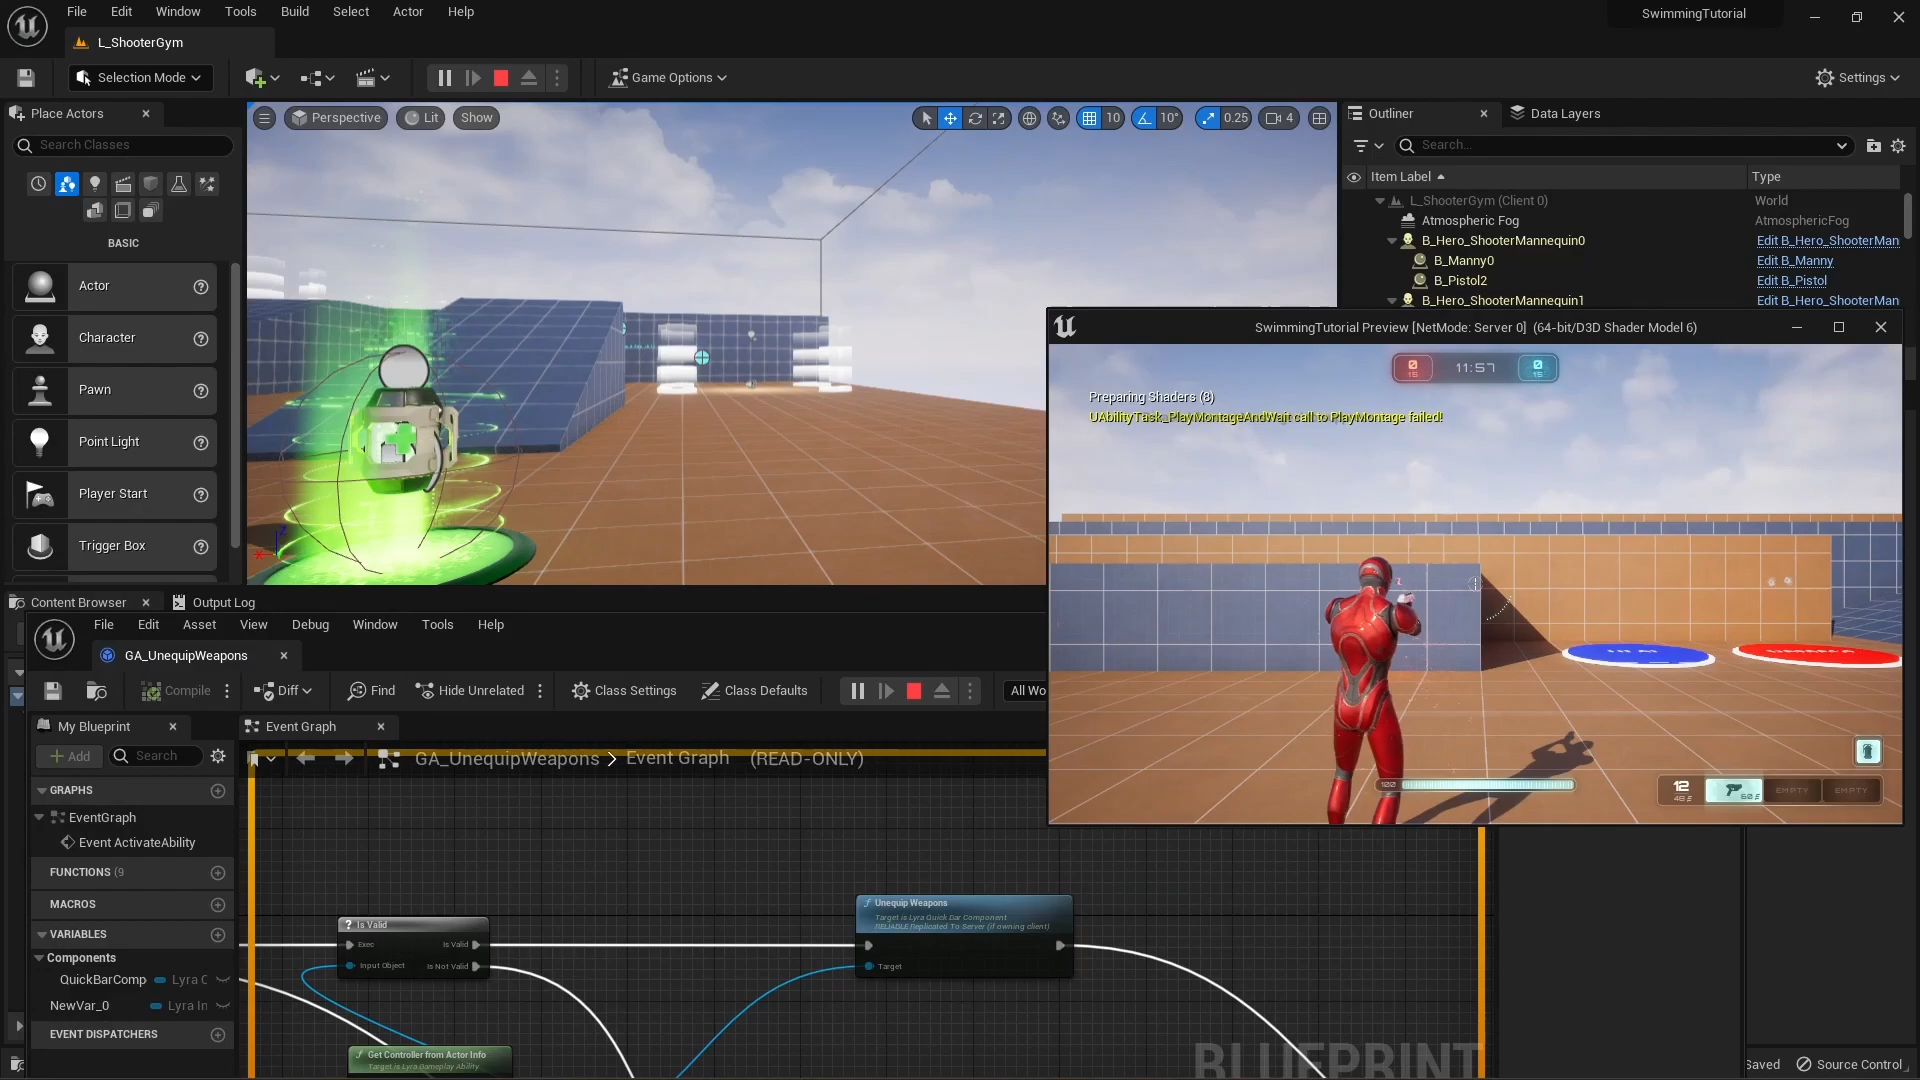 File Edit Window Tools Build Select Actor Help
SwimmingTutorial
L_ShooterGym
Selection Mode
Game Options
Settings
Place Actors
Search Classes
BASIC
Actor
Character
Pawn
Point Light
Player Start
Trigger Box
Perspective Lit Show
10 10° 0.25 4
Outliner
Data Layers
Search...
Item Label Type
L_ShooterGym (Client 0) World
Atmospheric Fog AtmosphericFog
B_Hero_ShooterMannequin0 Edit B_Hero_ShooterMan
B_Manny0 Edit B_Manny
B_Pistol2 Edit B_Pistol
B_Hero_ShooterMannequin1 Edit B_Hero_ShooterMan
SwimmingTutorial Preview [NetMode: Server 0] (64-bit/D3D Shader Model 6)
0 15 11:57 0 15
Preparing Shaders (8)
UAbilityTask_PlayMontageAndWait call to PlayMontage failed!
100
12
EMPTY EMPTY
Content Browser
Output Log
File Edit Asset View Debug Window Tools Help
GA_UnequipWeapons
Compile
Diff
Find
Hide Unrelated
Class Settings
Class Defaults
All Wo
My Blueprint
Add
Search
GRAPHS
EventGraph
Event ActivateAbility
FUNCTIONS (9
MACROS
VARIABLES
Components
QuickBarComp Lyra C
NewVar_0 Lyra In
EVENT DISPATCHERS
Event Graph
GA_UnequipWeapons > Event Graph (READ-ONLY)
? Is Valid
Exec Is Valid
Input Object Is Not Valid
f Unequip Weapons
Target is Lyra Quick Bar Component
RELIABLE Replicated To Server (if owning client)
Target
f Get Controller from Actor Info
Target is Lyra Gameplay Ability
BLUEPRINT
Saved
Source Control